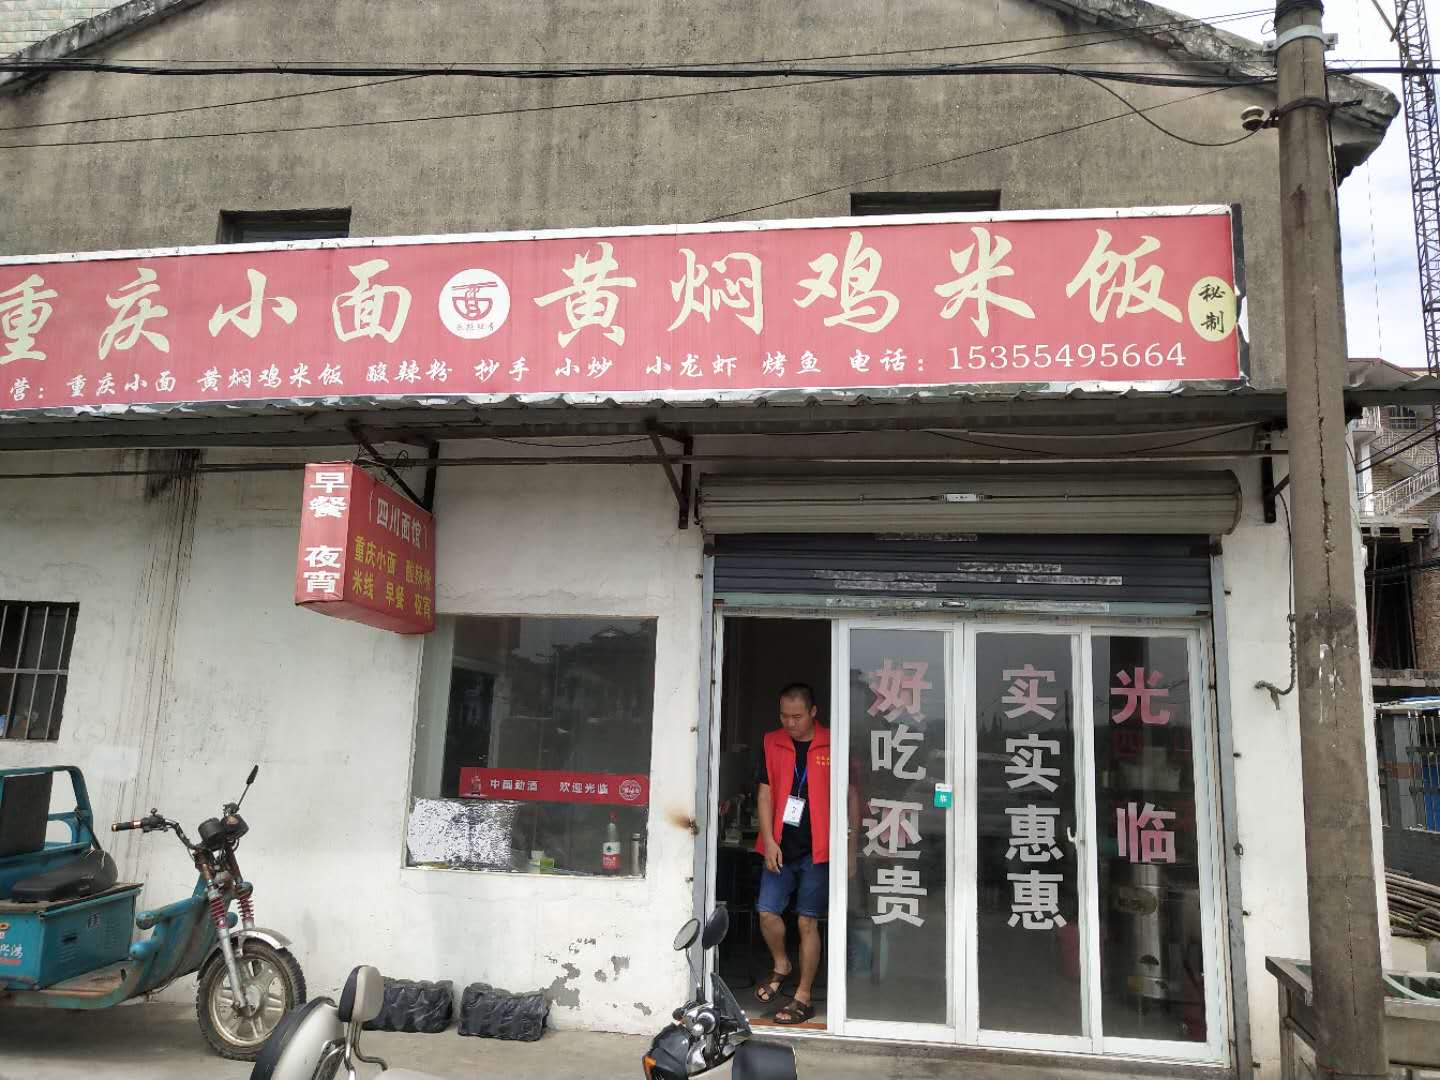 重庆小面 黄焖鸡米饭 秘制
营：重庆小面 黄焖鸡米饭 酸辣粉 抄手 小炒 小龙虾 烤鱼 电话：15355495664
早餐 夜宵
四川面馆
重庆小面 酸辣粉
米线 早餐 夜宵
中国劲酒 欢迎光临
好吃还贵
实实惠惠
光临